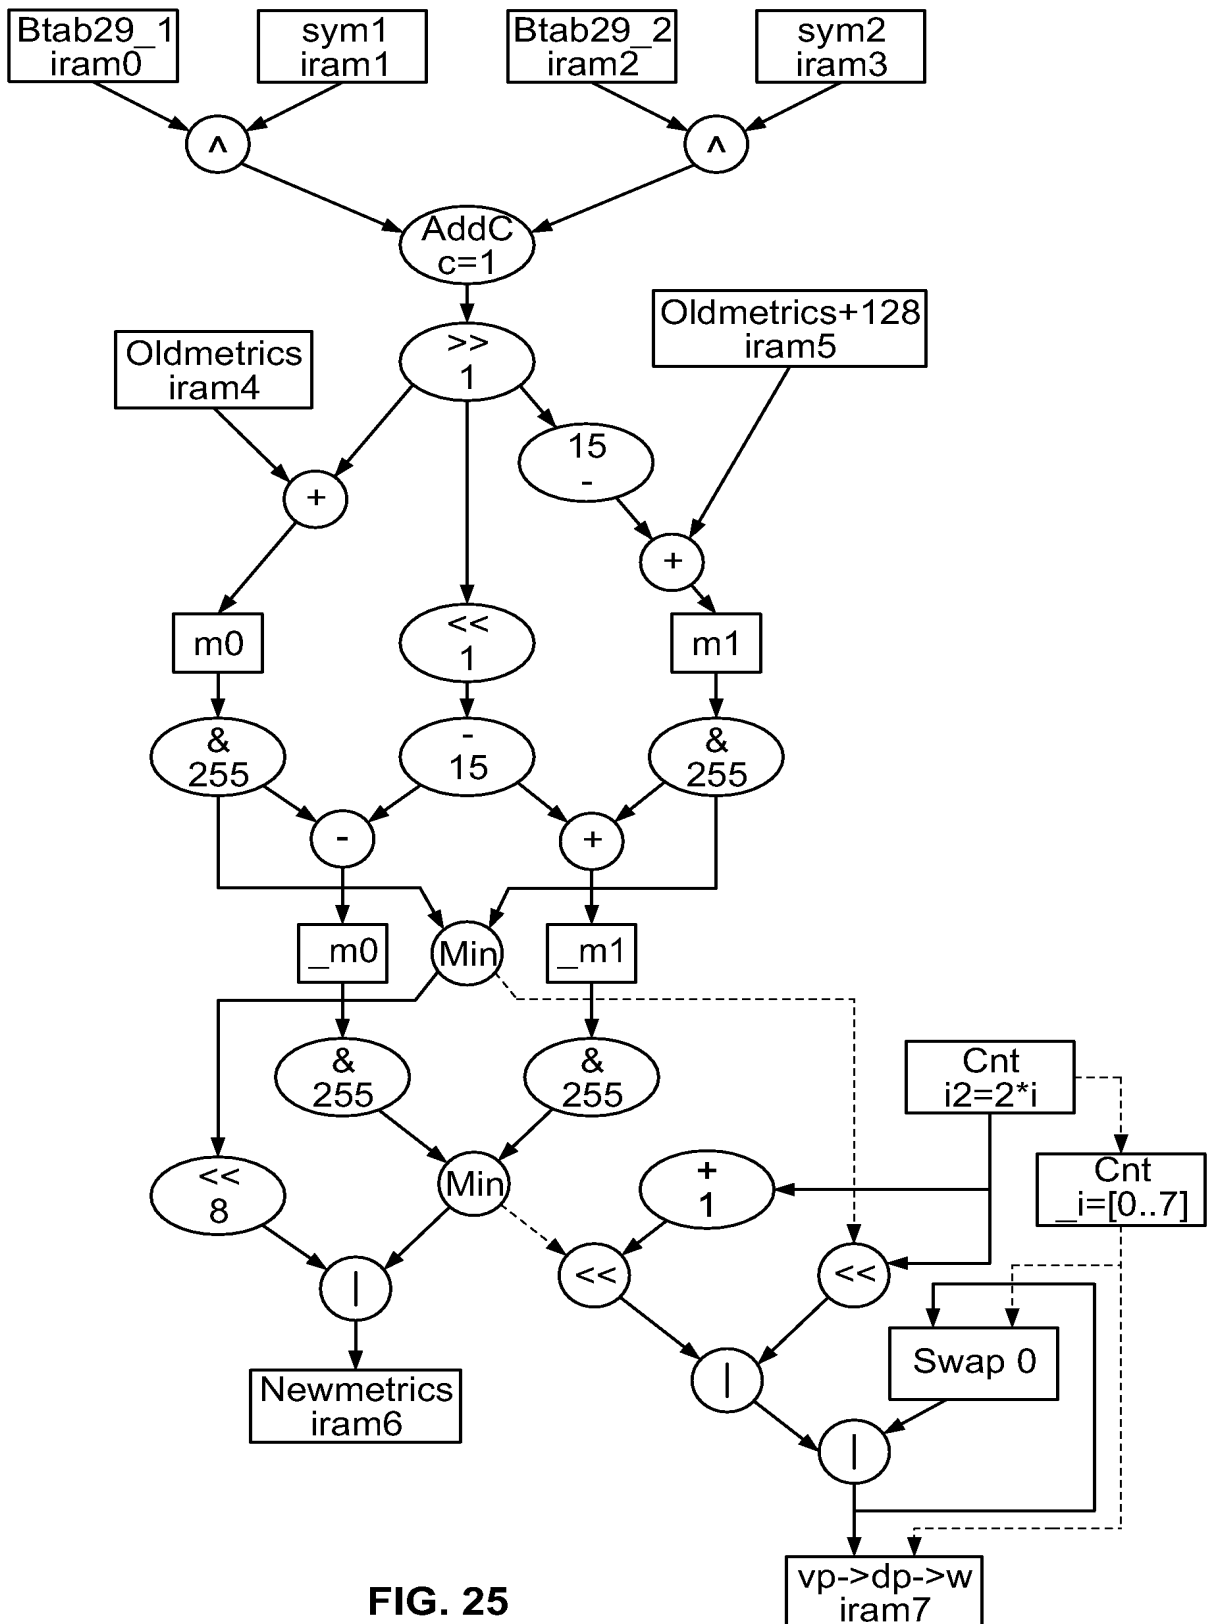 Btab29_1
iram0
sym1
iram1
Btab29_2
iram2
sym2
iram3
^
^
AddC
c=1
Oldmetrics+128
iram5
>>
1
Oldmetrics
iram4
15
-
+
+
m0
<<
1
m1
&
255
-
15
&
255
-
+
_m0
Min
_m1
&
255
&
255
Cnt
i2=2*i
<<
8
Min
+
1
Cnt
_i=[0..7]
|
<<
<<
Swap 0
Newmetrics
iram6
|
|
vp->dp->w
iram7
FIG. 25